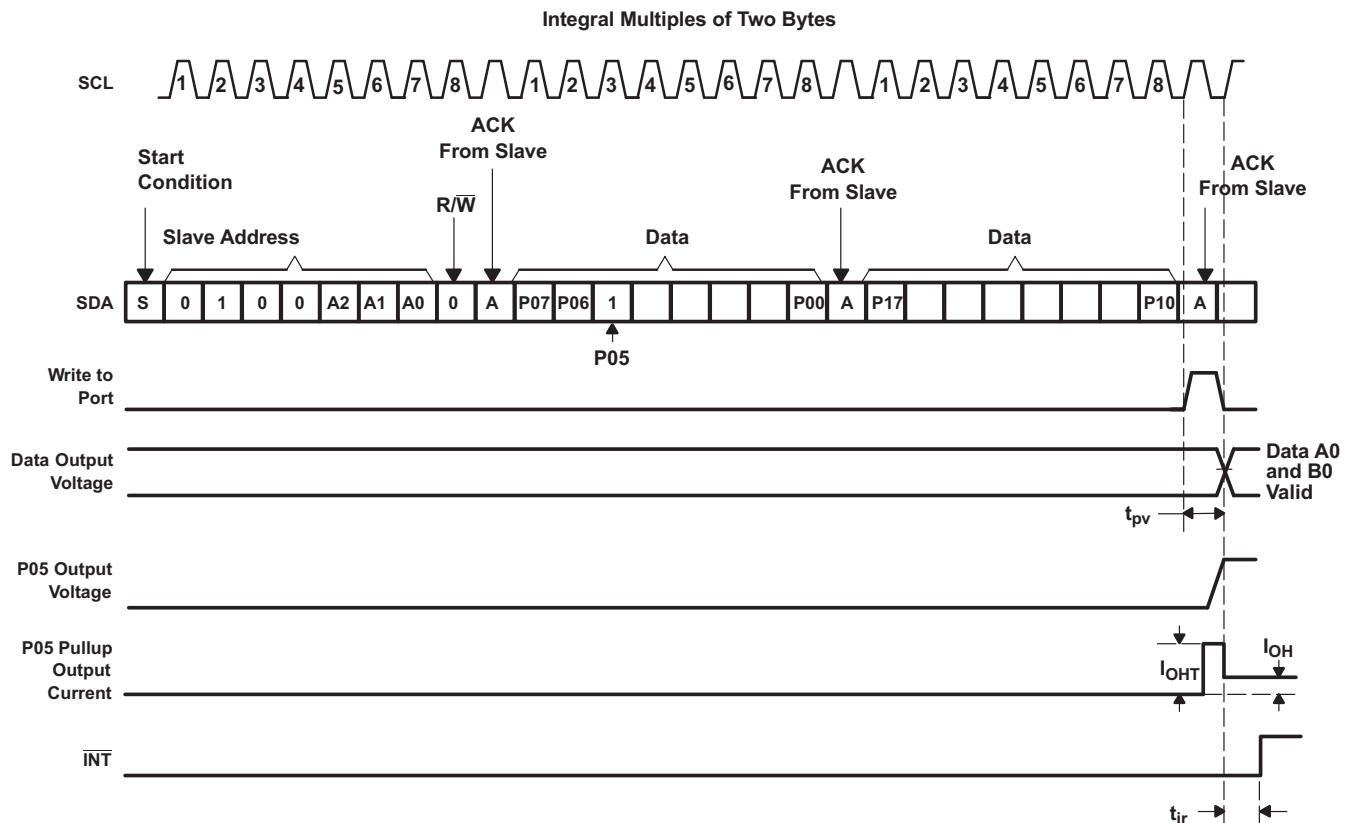 Integral Multiples of Two Bytes
SCL
1 2 3 4 5 6 7 8 1 2 3 4 5 6 7 8 1 2 3 4 5 6 7 8
Start
Condition
ACK
From Slave
ACK
From Slave
ACK
From Slave
R/W̅
Slave Address
Data
Data
SDA
S 0 1 0 0 A2 A1 A0 0 A P07 P06 1 P00 A P17 P10 A
P05
Write to
Port
Data Output
Voltage
Data A0
and B0
Valid
tpv
P05 Output
Voltage
P05 Pullup
Output
Current
IOHT
IOH
I̅N̅T̅
tir